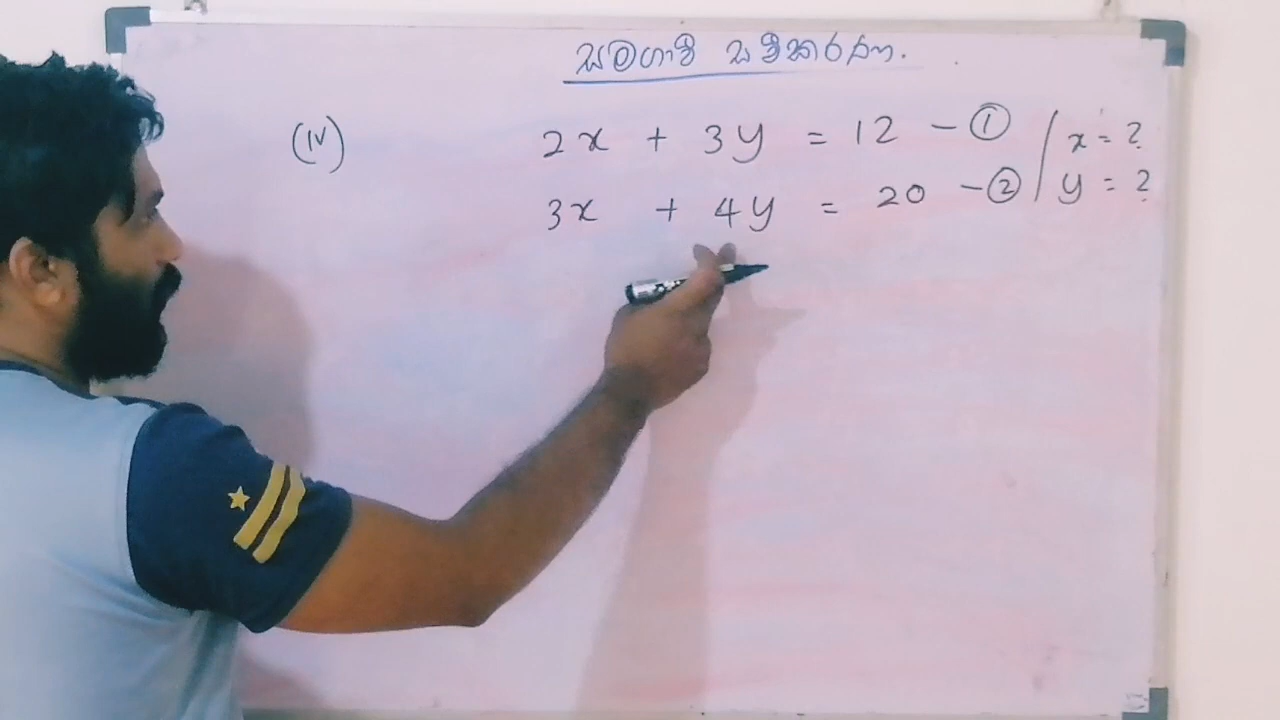 සමගාමී සමීකරණ.
(IV) 2x + 3y = 12 - ① / x = ?
3x + 4y = 20 - ② / y = ?